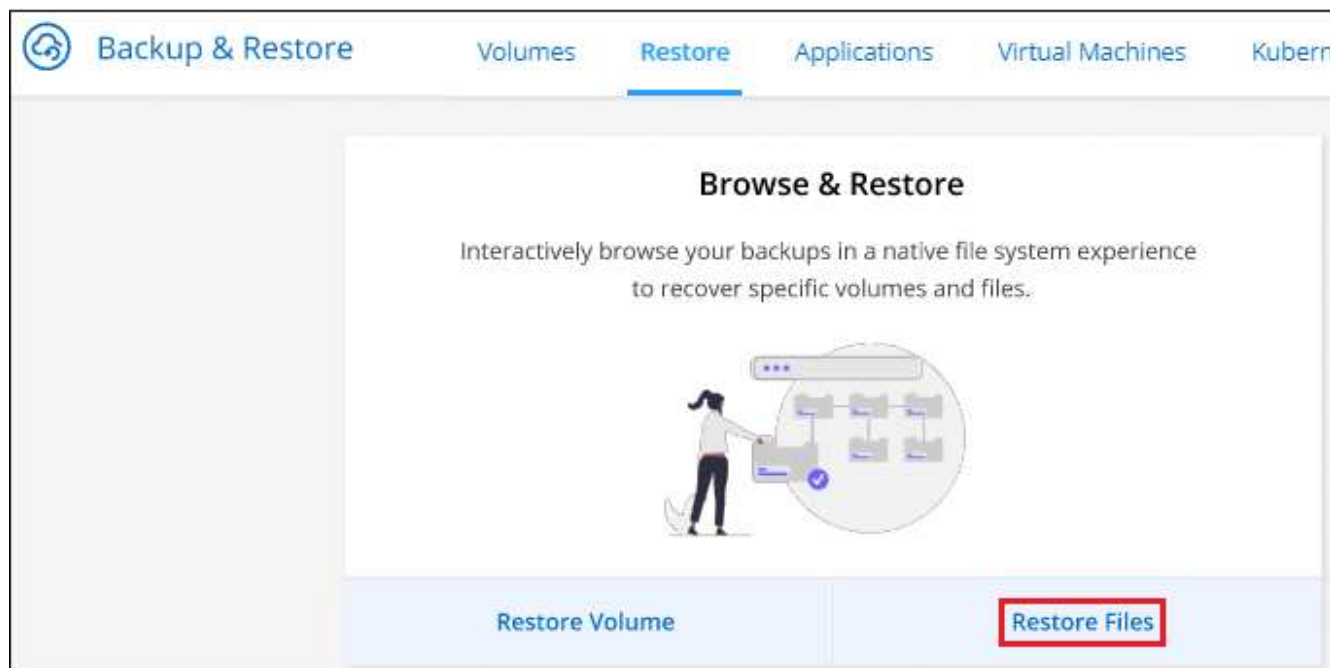 Backup & Restore Volumes Restore Applications Virtual Machines Kubern
Browse & Restore
Interactively browse your backups in a native file system experience
to recover specific volumes and files.
Restore Volume Restore Files